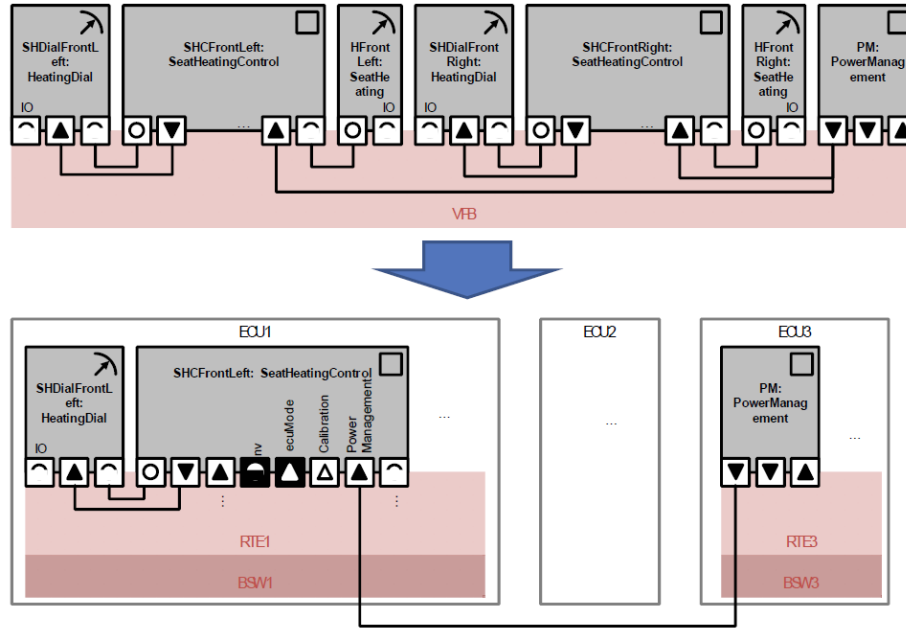 SHDialFrontL
eft:
HeatingDial
IO
SHCFrontLeft:
SeatHeatingControl
...
HFront
Left:
SeatHe
ating
IO
SHDialFront
Right:
HeatingDial
IO
SHCFrontRight:
SeatHeatingControl
...
HFront
Right:
SeatHe
ating
IO
PM:
PowerManag
ement
VFB
ECU1
SHDialFrontL
eft:
HeatingDial
IO
SHCFrontLeft: SeatHeatingControl
nv
ecuMode
Calibration
Power
Management
...
...
...
RTE1
BSW1
ECU2
...
ECU3
PM:
PowerManag
ement
...
RTE3
BSW3